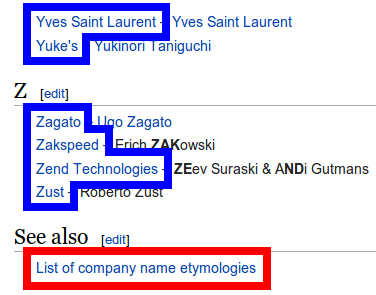 Yves Saint Laurent - Yves Saint Laurent
Yuke's - Yukinori Taniguchi
Z [edit]
Zagato - Ugo Zagato
Zakspeed - Erich ZAKowski
Zend Technologies - ZEev Suraski & ANDi Gutmans
Zust - Roberto Zust
See also [edit]
List of company name etymologies